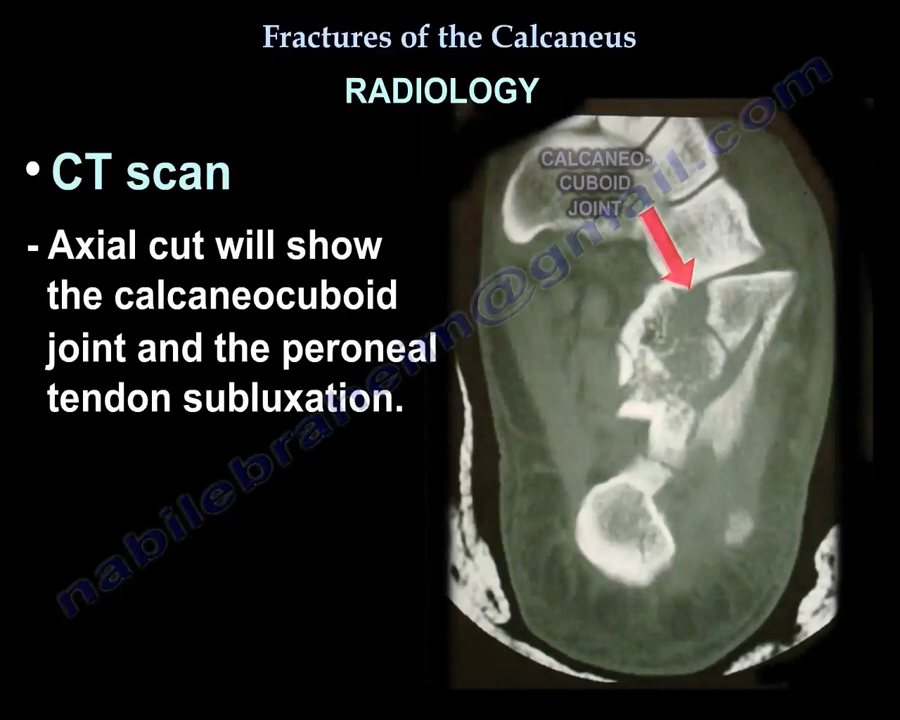 Fractures of the Calcaneus
RADIOLOGY
• CT scan
- Axial cut will show
the calcaneocuboid
joint and the peroneal
tendon subluxation.
CALCANEO-
CUBOID
JOINT
nabilebraheim@gmail.com